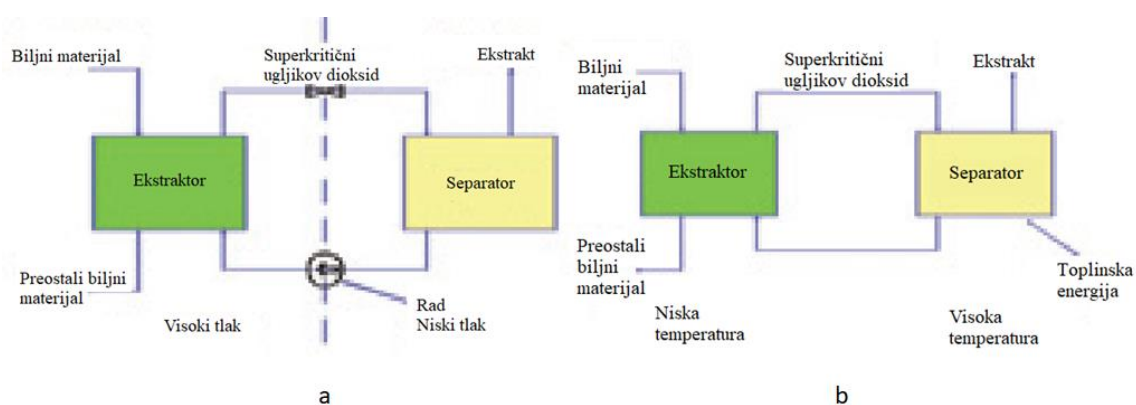 Biljni materijal
Superkritični
ugljikov dioksid
Ekstrakt
Ekstraktor
Separator
Preostali biljni
materijal
Visoki tlak
Rad
Niski tlak
a
Biljni
materijal
Superkritični
ugljikov dioksid
Ekstrakt
Ekstraktor
Separator
Preostali
biljni
materijal
Toplinska
energija
Niska
temperatura
Visoka
temperatura
b